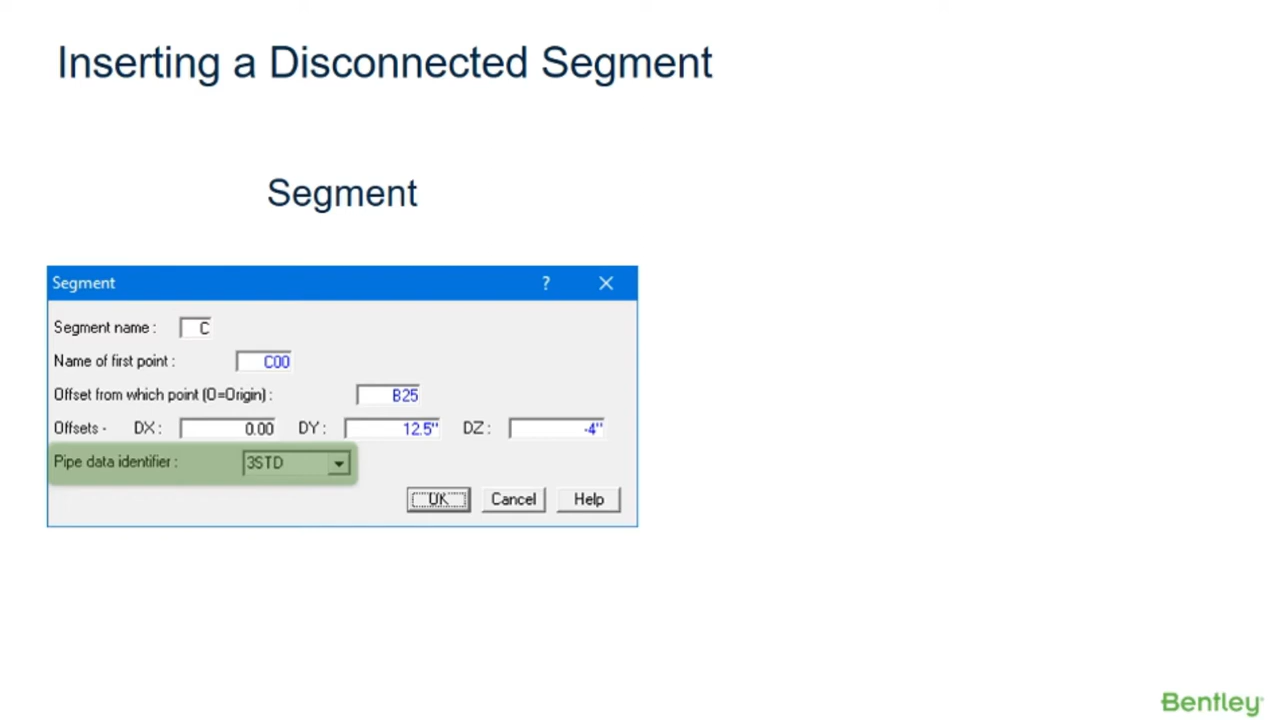 Inserting a Disconnected Segment
Segment
Segment ? ×
Segment name : C
Name of first point : C00
Offset from which point (O=Origin) : B25
Offsets - DX : 0.00 DY : 12.5'' DZ : -4''
Pipe data identifier : 3STD
OK Cancel Help
Bentley